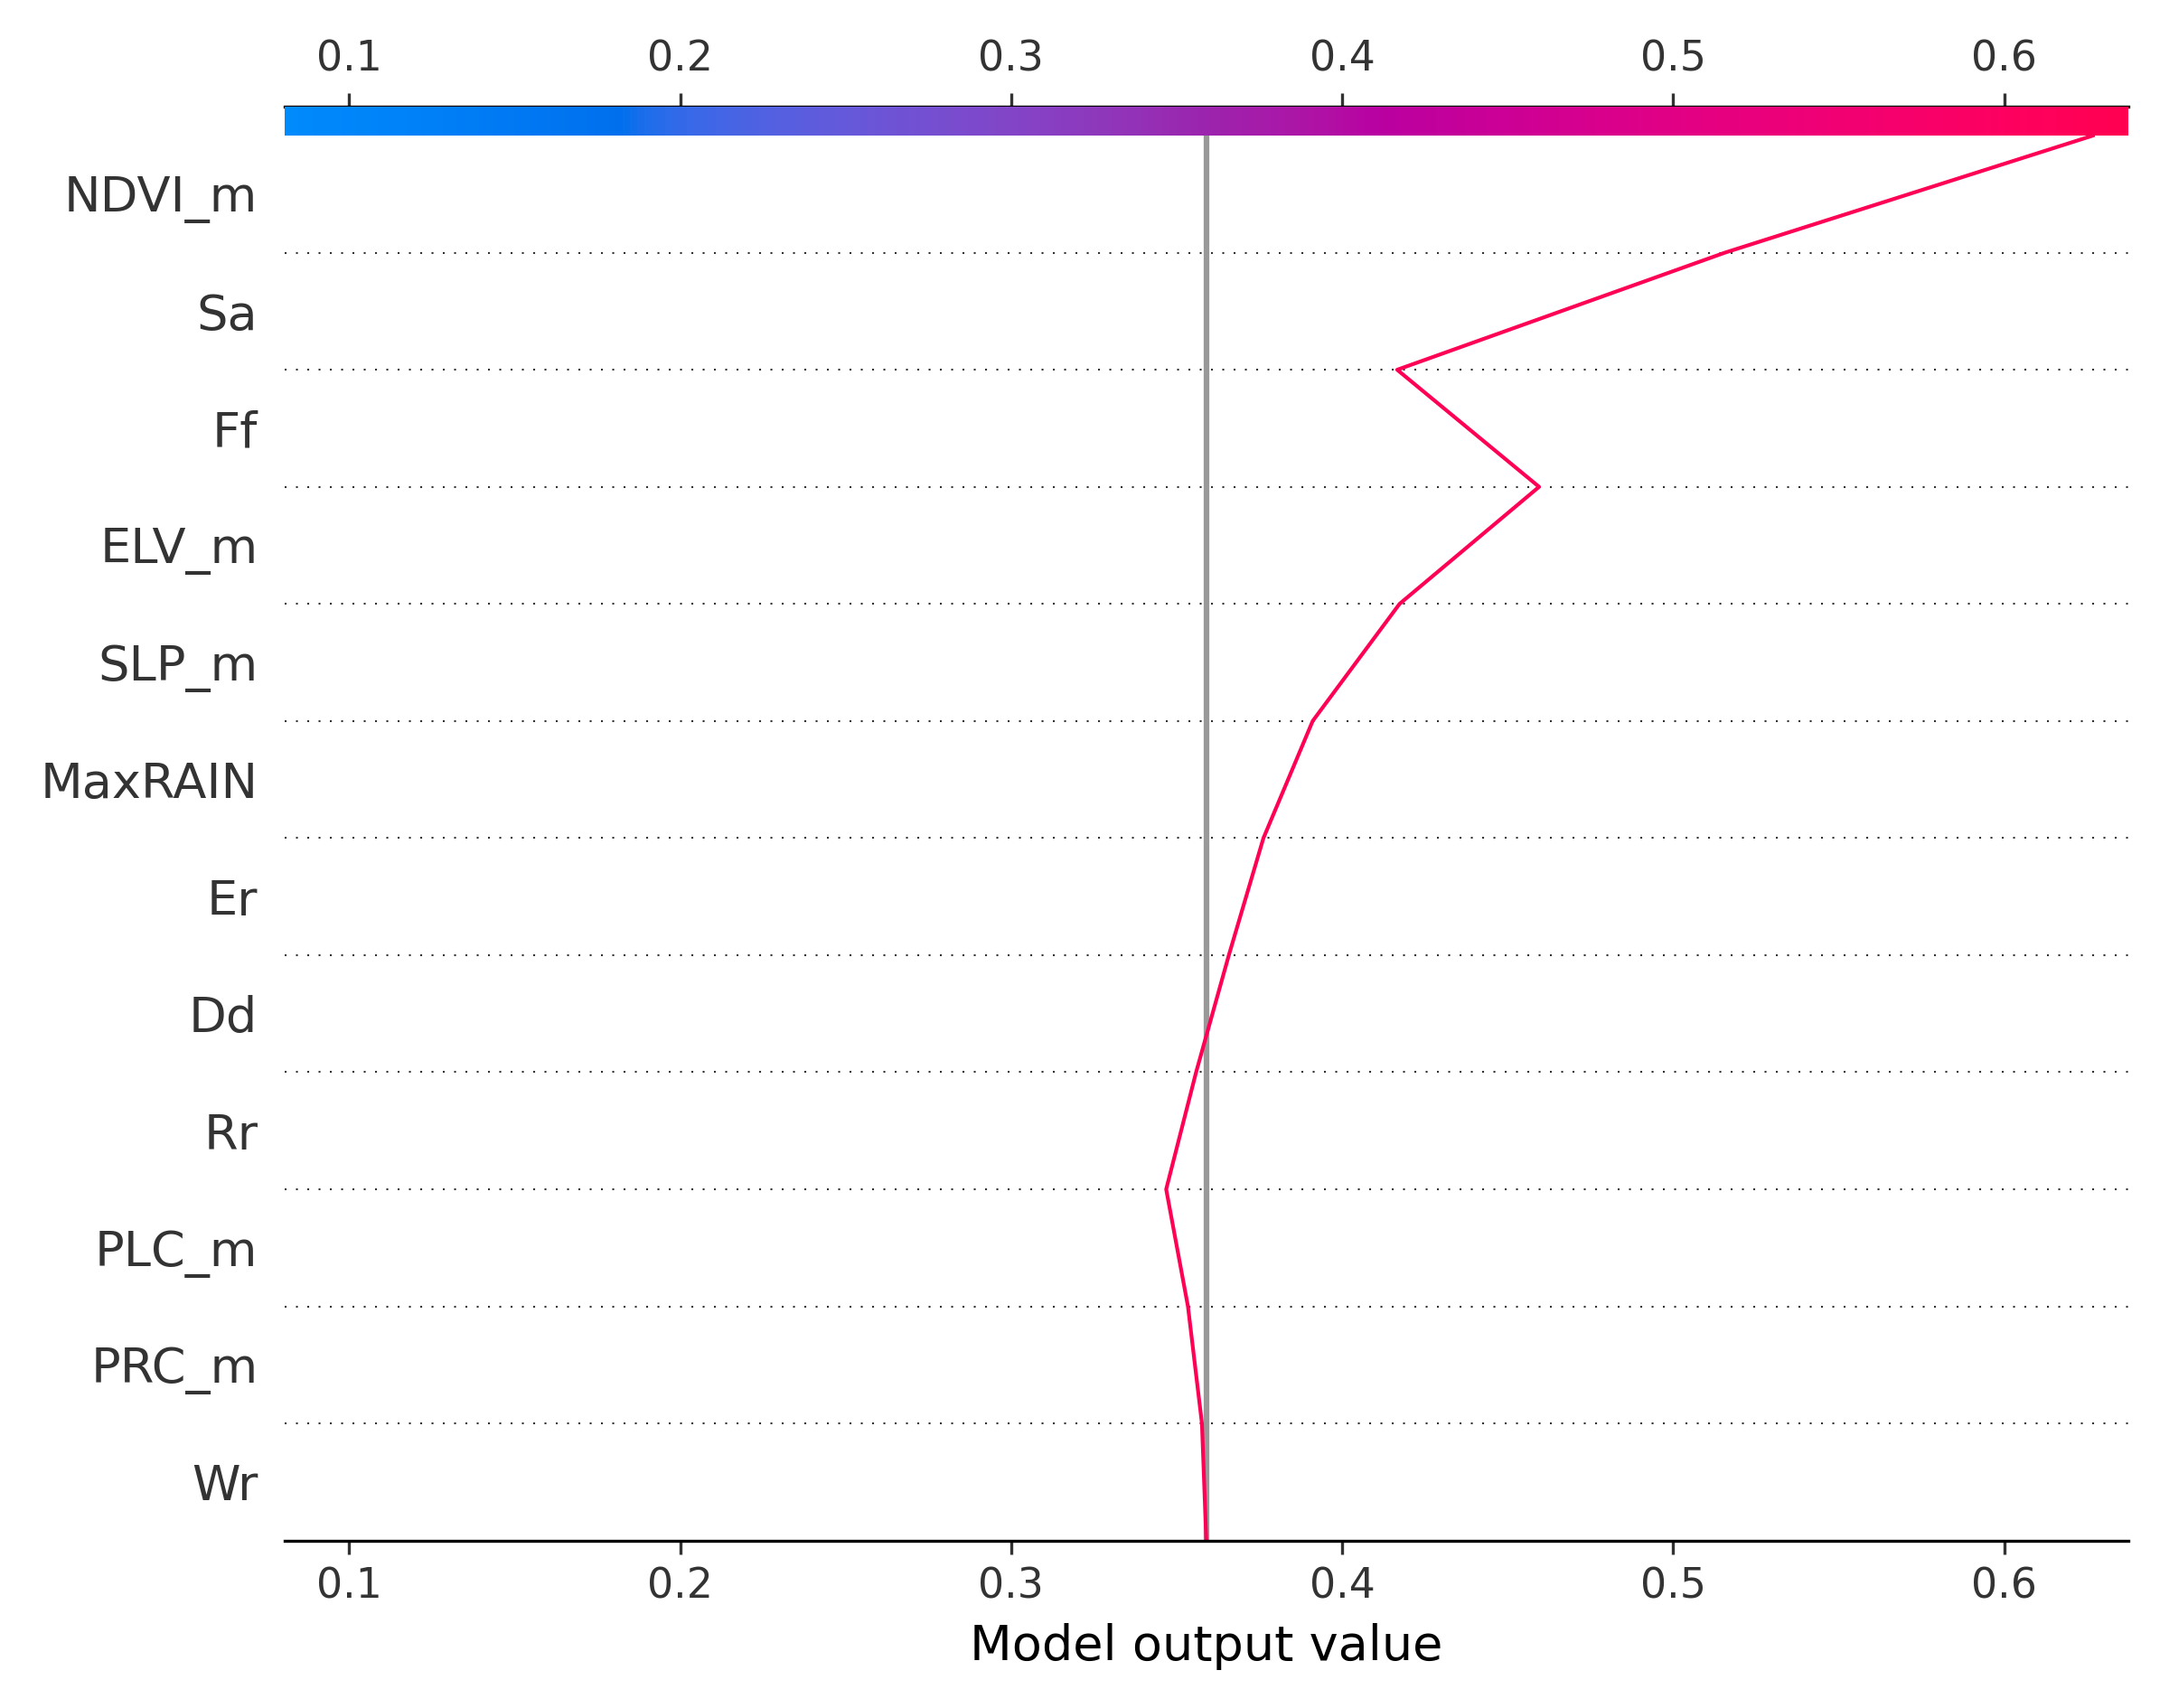 0.1 0.2 0.3 0.4 0.5 0.6
NDVI_m
Sa
Ff
ELV_m
SLP_m
MaxRAIN
Er
Dd
Rr
PLC_m
PRC_m
Wr
0.1 0.2 0.3 0.4 0.5 0.6
Model output value